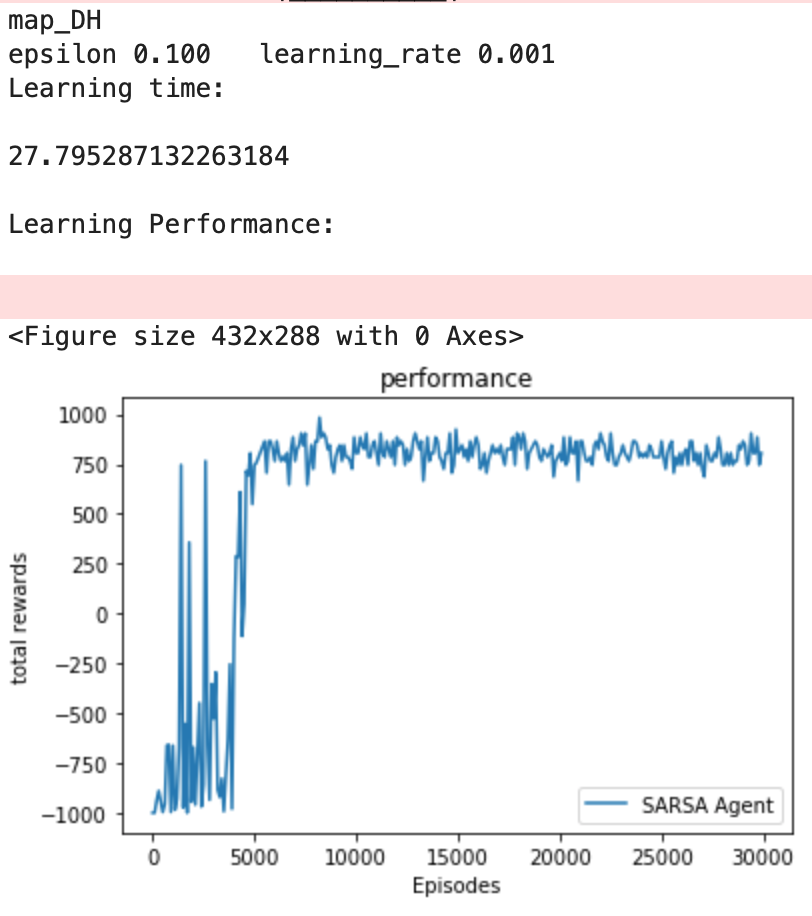 map_DH
epsilon 0.100   learning_rate 0.001
Learning time:
27.795287132263184
Learning Performance:
<Figure size 432x288 with 0 Axes>
performance
1000
750
500
250
0
−250
−500
−750
−1000
total rewards
SARSA Agent
0 5000 10000 15000 20000 25000 30000
Episodes